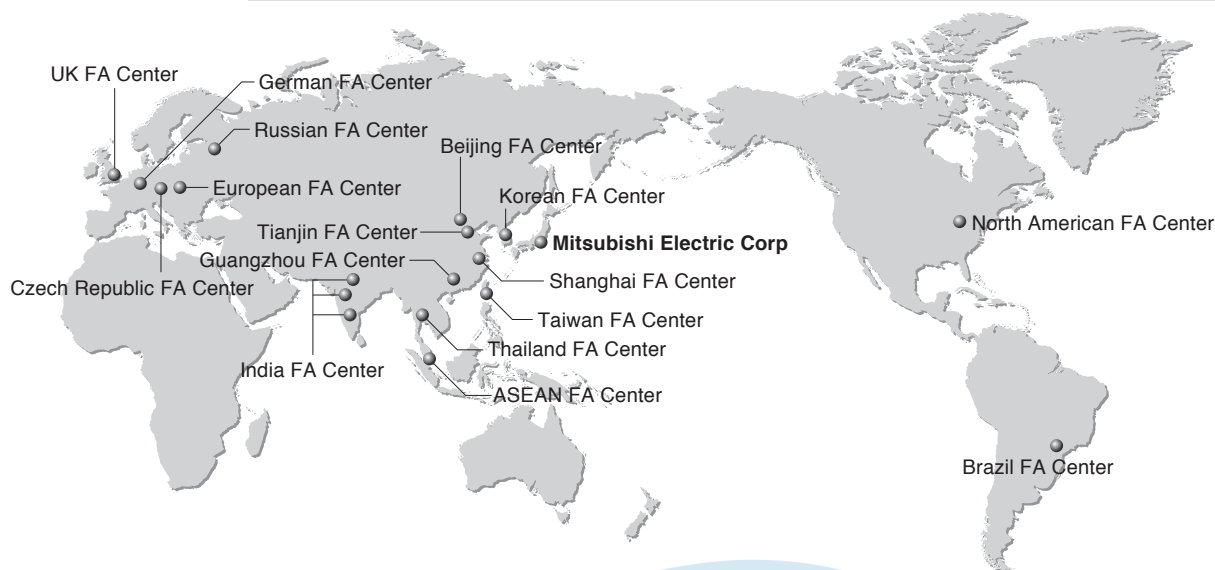 UK FA Center
German FA Center
Russian FA Center
Beijing FA Center
European FA Center
Korean FA Center
North American FA Center
Tianjin FA Center
Mitsubishi Electric Corp
Guangzhou FA Center
Shanghai FA Center
Czech Republic FA Center
Taiwan FA Center
Thailand FA Center
India FA Center
ASEAN FA Center
Brazil FA Center